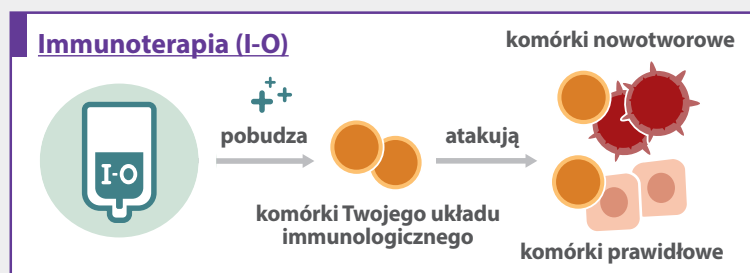 Immunoterapia (I-O)
komórki nowotworowe
pobudza
atakują
I-O
komórki Twojego układu
immunologicznego
komórki prawidłowe